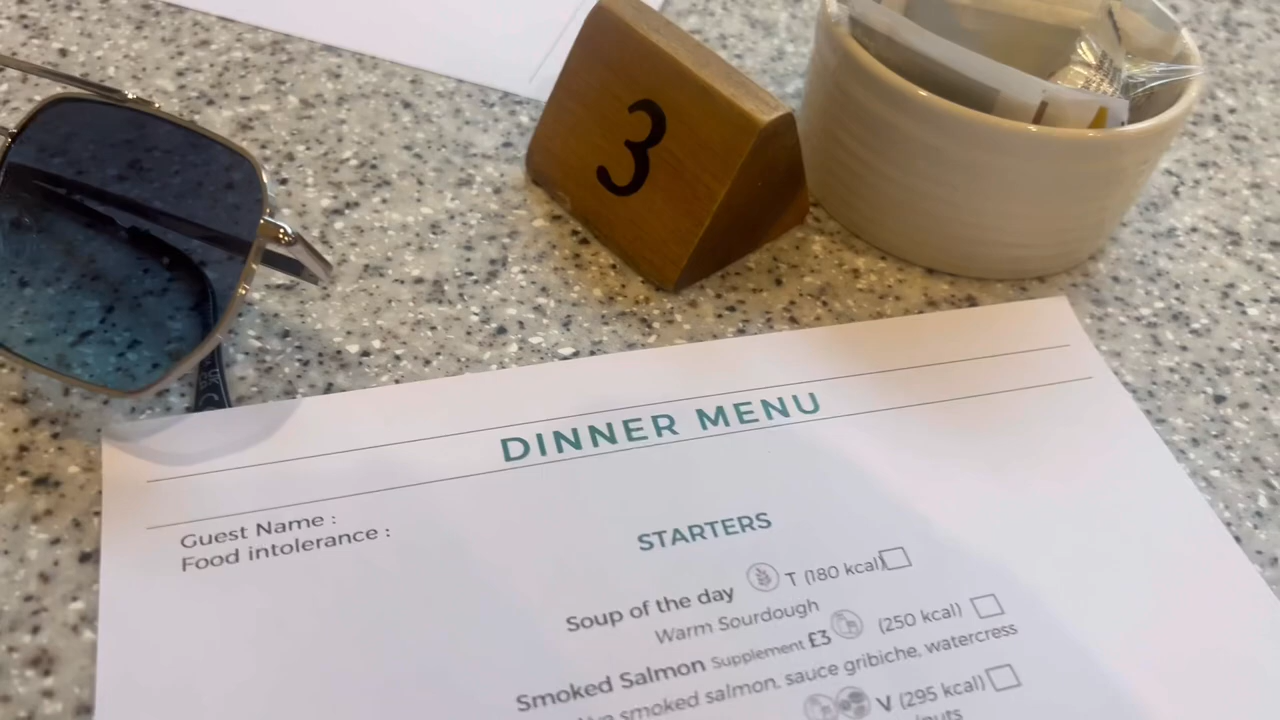 3
DINNER MENU
Guest Name :
Food intolerance :
STARTERS
Soup of the day T (180 kcal)
Warm Sourdough
Smoked Salmon Supplement £3 (250 kcal)
smoked salmon, sauce gribiche, watercress
V (295 kcal)